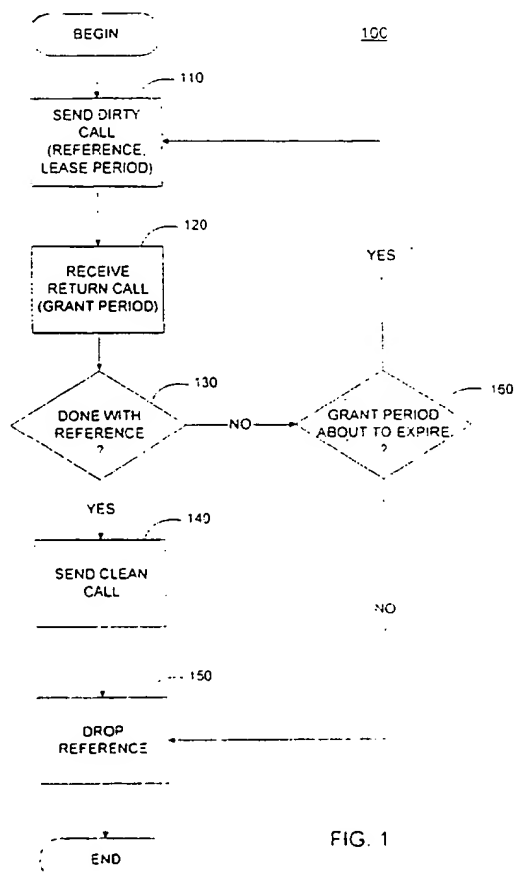 BEGIN
100
110
SEND DIRTY
CALL
(REFERENCE,
LEASE PERIOD)
120
RECEIVE
RETURN CALL
(GRANT PERIOD)
YES
130
DONE WITH
REFERENCE
?
NO
160
GRANT PERIOD
ABOUT TO EXPIRE
?
YES
140
SEND CLEAN
CALL
NO
150
DROP
REFERENCE
END
FIG. 1